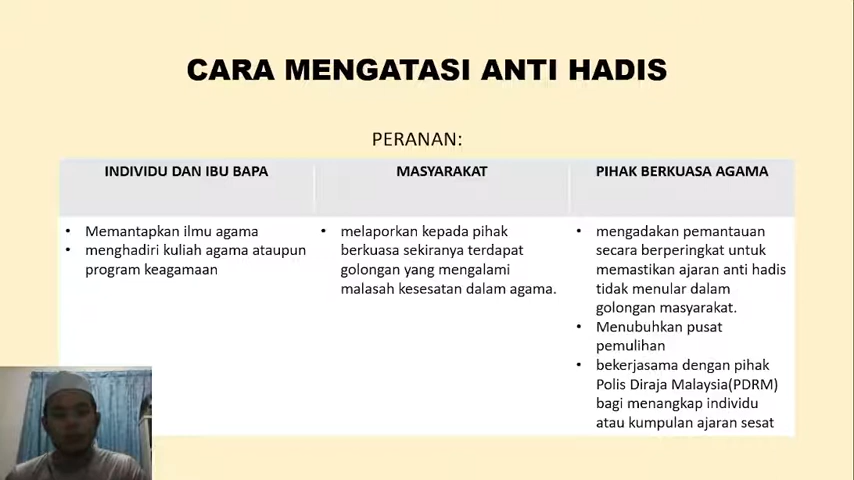 CARA MENGATASI ANTI HADIS
PERANAN:
INDIVIDU DAN IBU BAPA
MASYARAKAT
PIHAK BERKUASA AGAMA
• Memantapkan ilmu agama
• menghadiri kuliah agama ataupun
program keagamaan
• melaporkan kepada pihak
berkuasa sekiranya terdapat
golongan yang mengalami
malasah kesesatan dalam agama.
• mengadakan pemantauan
secara berperingkat untuk
memastikan ajaran anti hadis
tidak menular dalam
golongan masyarakat.
• Menubuhkan pusat
pemulihan
• bekerjasama dengan pihak
Polis Diraja Malaysia(PDRM)
bagi menangkap individu
atau kumpulan ajaran sesat